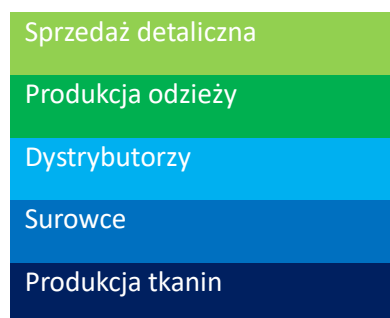 Sprzedaż detaliczna
Produkcja odzieży
Dystrybutorzy
Surowce
Produkcja tkanin